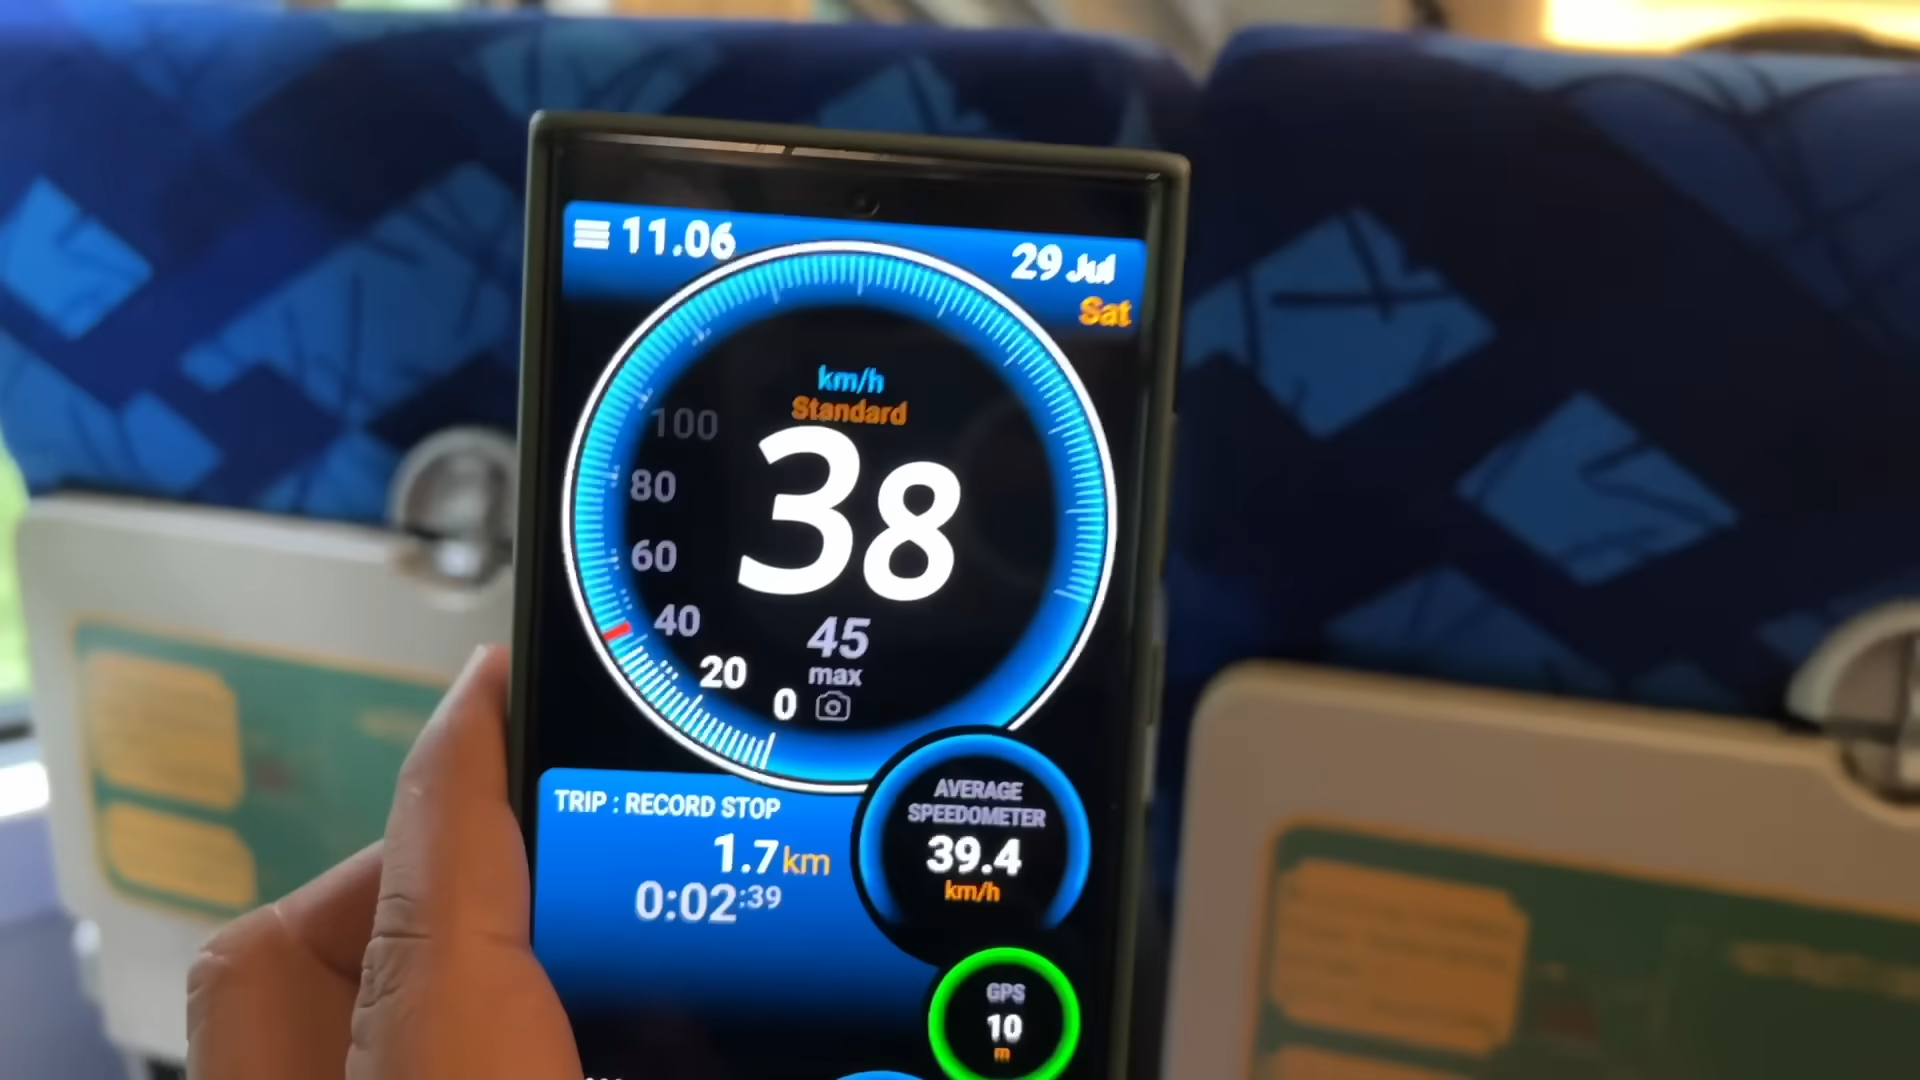 11.06
29 Jul
Sat
km/h
Standard
38
100
80
60
40
20
0
45
max
TRIP : RECORD STOP
1.7 km
0:02:39
AVERAGE
SPEEDOMETER
39.4
km/h
GPS
10
m